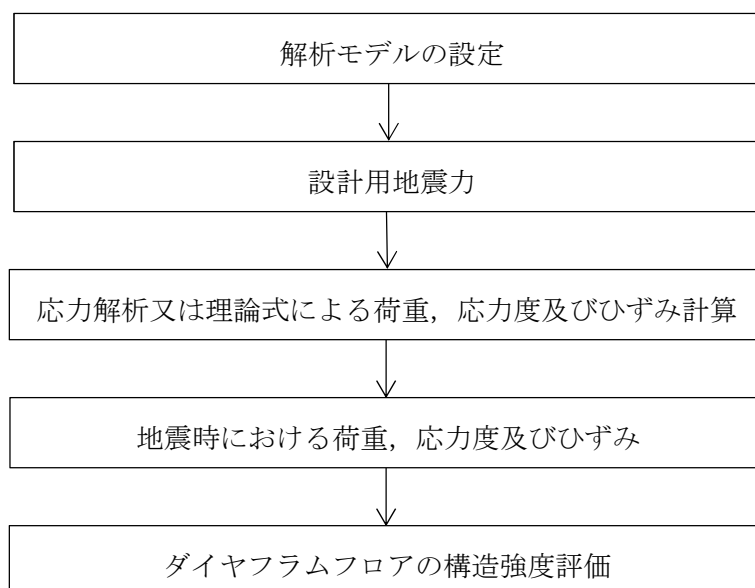 解析モデルの設定
設計用地震力
応力解析又は理論式による荷重，応力度及びひずみ計算
地震時における荷重，応力度及びひずみ
ダイヤフラムフロアの構造強度評価